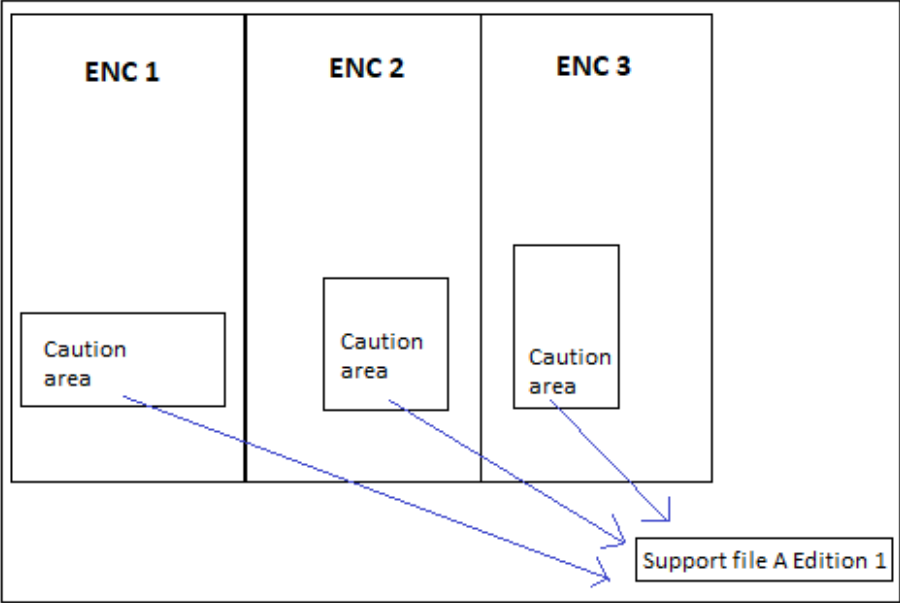 ENC 1
ENC 2
ENC 3
Caution
area
Caution
area
Caution
area
Support file A Edition 1